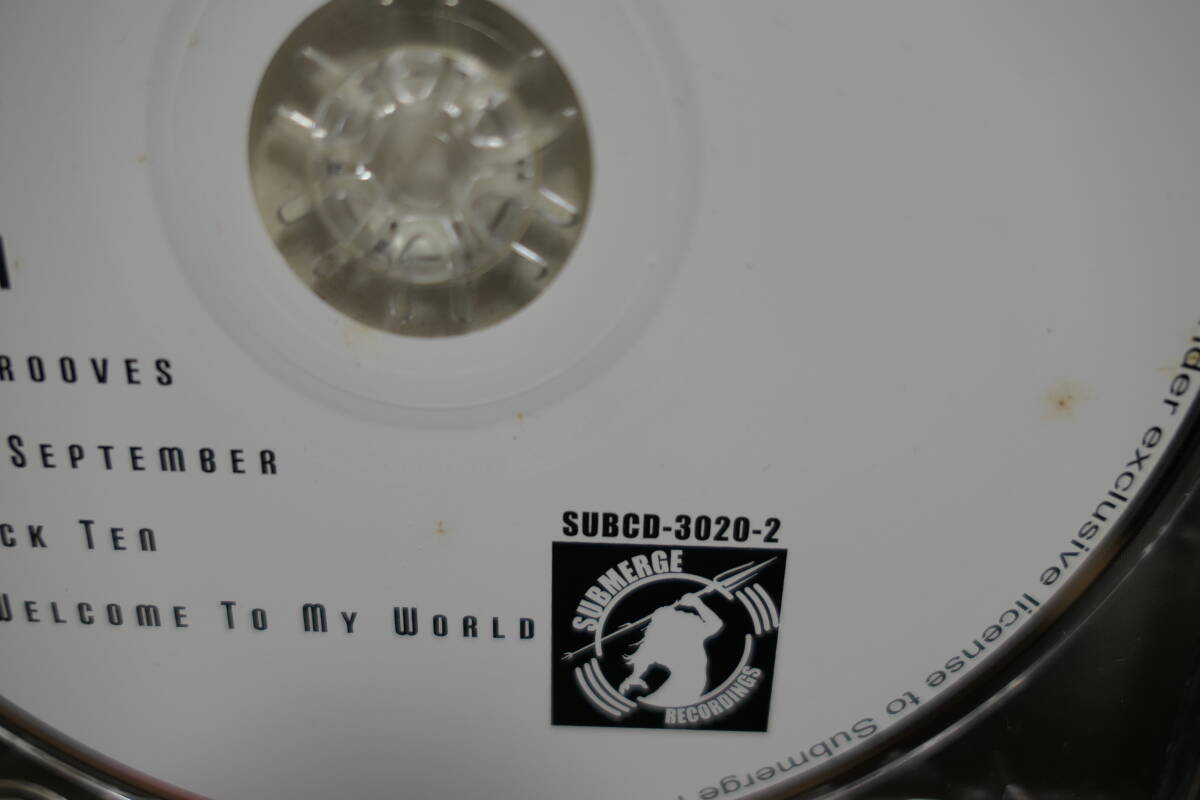 ROOVES
SEPTEMBER
CK TEN
WELCOME TO MY WORLD
SUBCD-3020-2
SUBMERGE
RECORDINGS
der exclusive license to Submerge